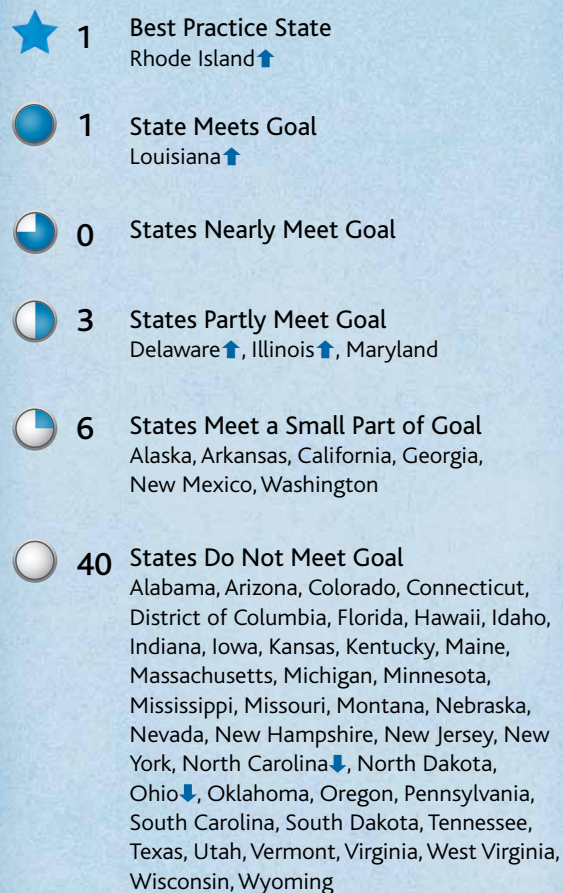 1 Best Practice State
Rhode Island⬆
1 State Meets Goal
Louisiana⬆
0 States Nearly Meet Goal
3 States Partly Meet Goal
Delaware⬆, Illinois⬆, Maryland
6 States Meet a Small Part of Goal
Alaska, Arkansas, California, Georgia,
New Mexico, Washington
40 States Do Not Meet Goal
Alabama, Arizona, Colorado, Connecticut,
District of Columbia, Florida, Hawaii, Idaho,
Indiana, Iowa, Kansas, Kentucky, Maine,
Massachusetts, Michigan, Minnesota,
Mississippi, Missouri, Montana, Nebraska,
Nevada, New Hampshire, New Jersey, New
York, North Carolina⬇, North Dakota,
Ohio⬇, Oklahoma, Oregon, Pennsylvania,
South Carolina, South Dakota, Tennessee,
Texas, Utah, Vermont, Virginia, West Virginia,
Wisconsin, Wyoming